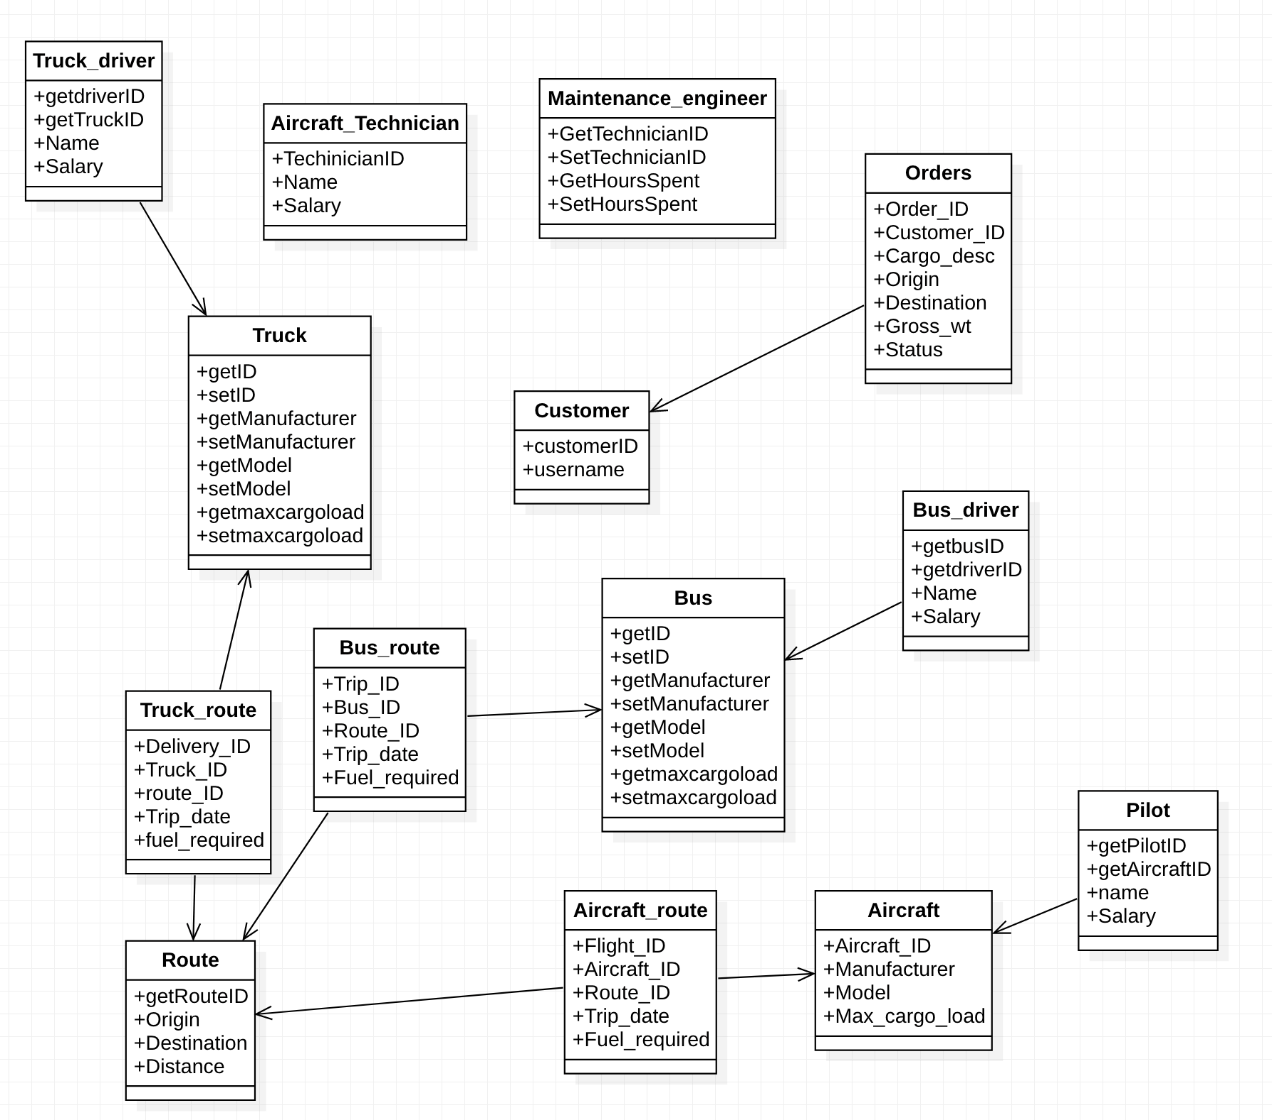 Truck_driver
+getdriverID
+getTruckID
+Name
+Salary
Aircraft_Technician
+TechinicianID
+Name
+Salary
Maintenance_engineer
+GetTechnicianID
+SetTechnicianID
+GetHoursSpent
+SetHoursSpent
Orders
+Order_ID
+Customer_ID
+Cargo_desc
+Origin
+Destination
+Gross_wt
+Status
Truck
+getID
+setID
+getManufacturer
+setManufacturer
+getModel
+setModel
+getmaxcargoload
+setmaxcargoload
Customer
+customerID
+username
Bus_driver
+getbusID
+getdriverID
+Name
+Salary
Bus
+getID
+setID
+getManufacturer
+setManufacturer
+getModel
+setModel
+getmaxcargoload
+setmaxcargoload
Bus_route
+Trip_ID
+Bus_ID
+Route_ID
+Trip_date
+Fuel_required
Truck_route
+Delivery_ID
+Truck_ID
+route_ID
+Trip_date
+fuel_required
Pilot
+getPilotID
+getAircraftID
+name
+Salary
Aircraft_route
+Flight_ID
+Aircraft_ID
+Route_ID
+Trip_date
+Fuel_required
Aircraft
+Aircraft_ID
+Manufacturer
+Model
+Max_cargo_load
Route
+getRouteID
+Origin
+Destination
+Distance